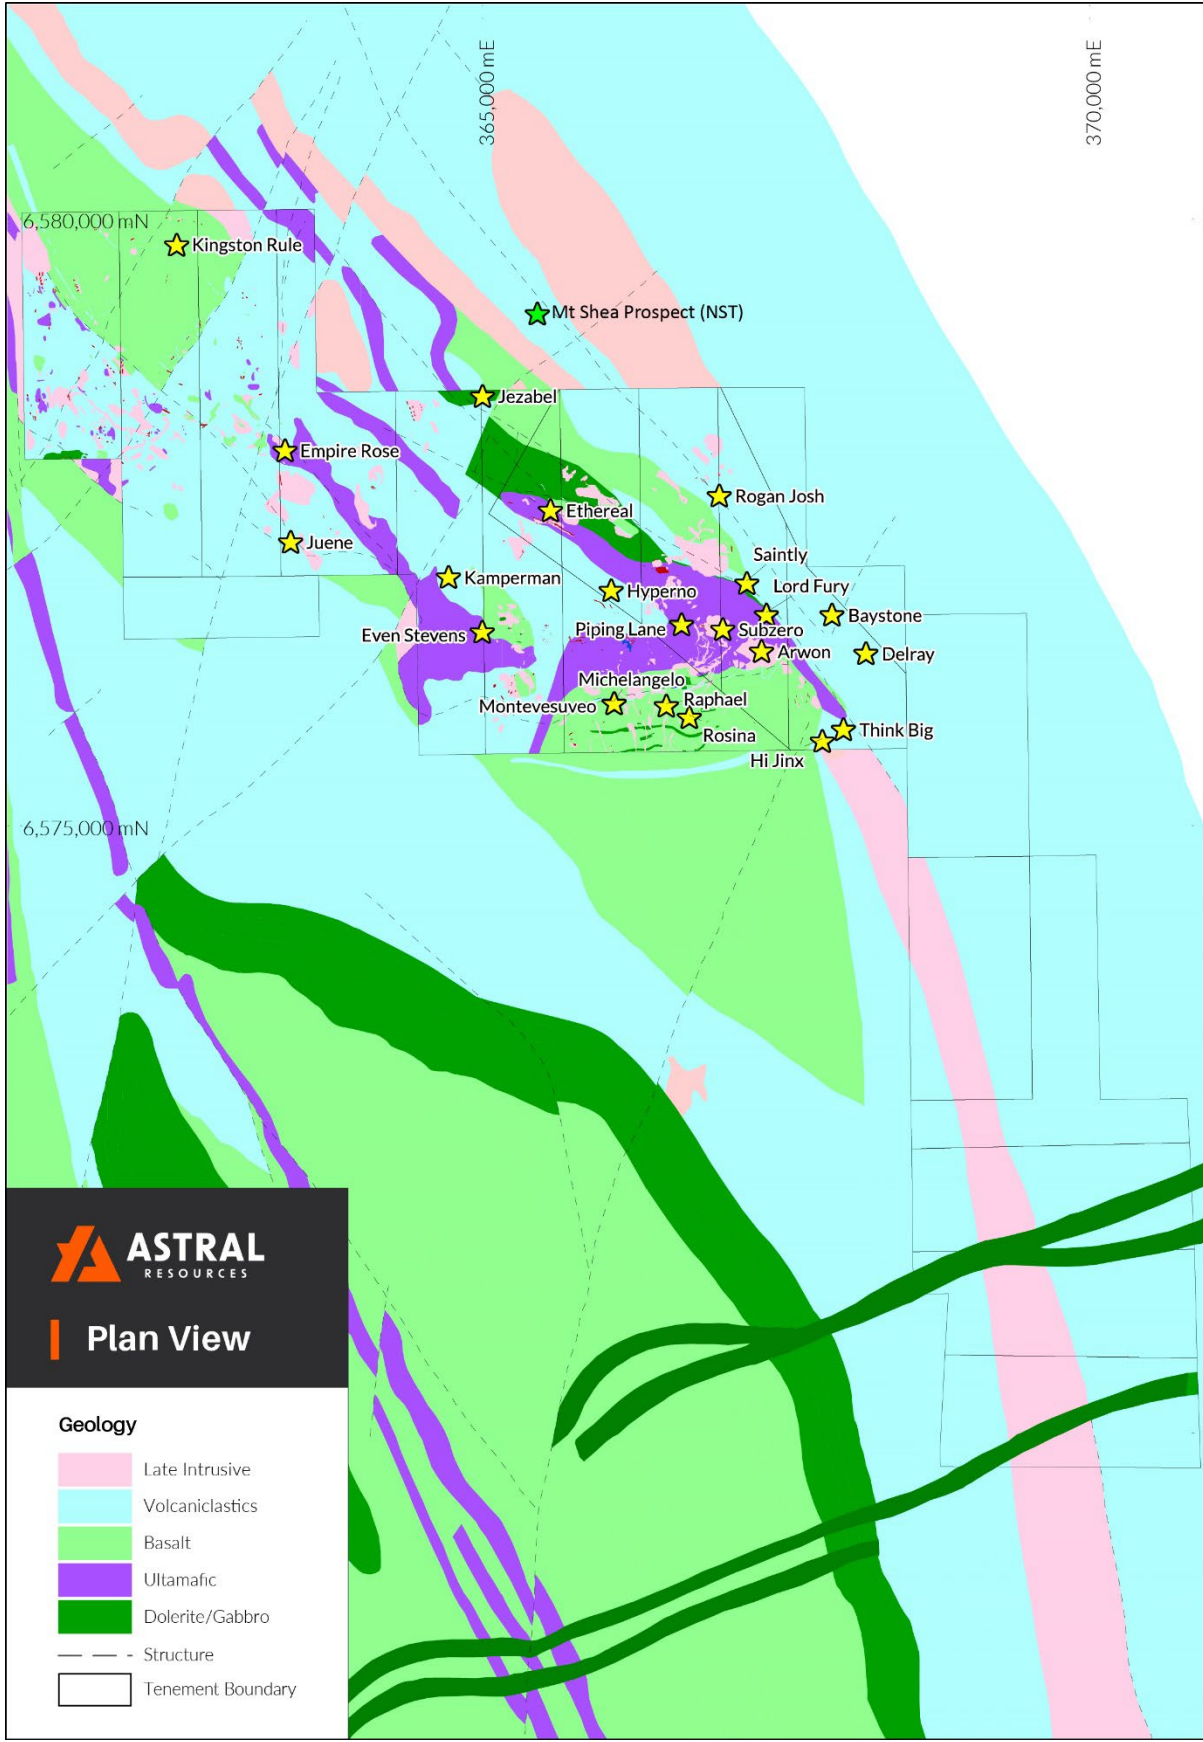 365,000 mE
370,000 mE
6,580,000 mN
Kingston Rule
Mt Shea Prospect (NST)
Jezabel
Empire Rose
Rogan Josh
Ethereal
Juene
Saintly
Kamperman
Lord Fury
Hyperno
Baystone
Piping Lane
Subzero
Even Stevens
Arwon
Delray
Michelangelo
Raphael
Montevesuveo
Think Big
Rosina
Hi Jinx
6,575,000 mN
ASTRAL
RESOURCES
Plan View
Geology
Late Intrusive
Volcaniclastics
Basalt
Ultamafic
Dolerite/Gabbro
Structure
Tenement Boundary